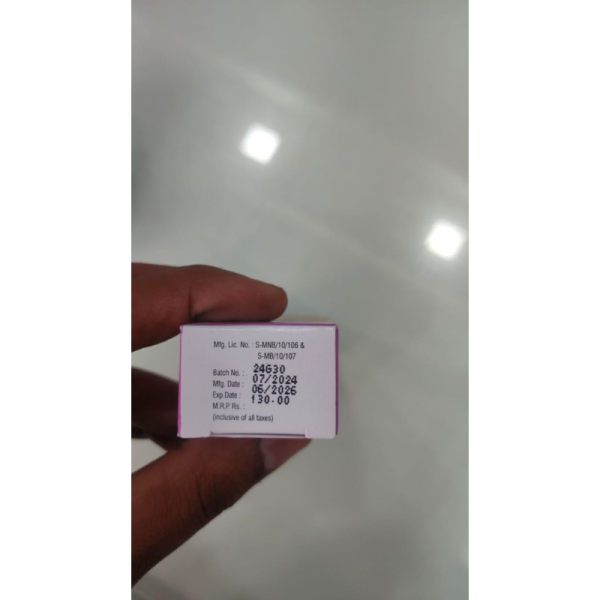 Mfg. Lic. No. : S-MNB/10/106 &
S-MB/10/107
Batch No. : 24G30
Mfg. Date : 07/2024
Exp.Date : 06/2026
M.R.P. Rs. : 130.00
(inclusive of all taxes)